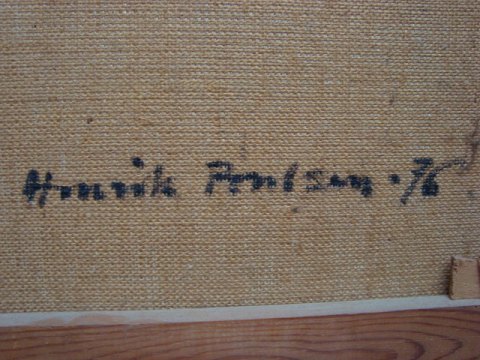 Henrik Poulsen • 76